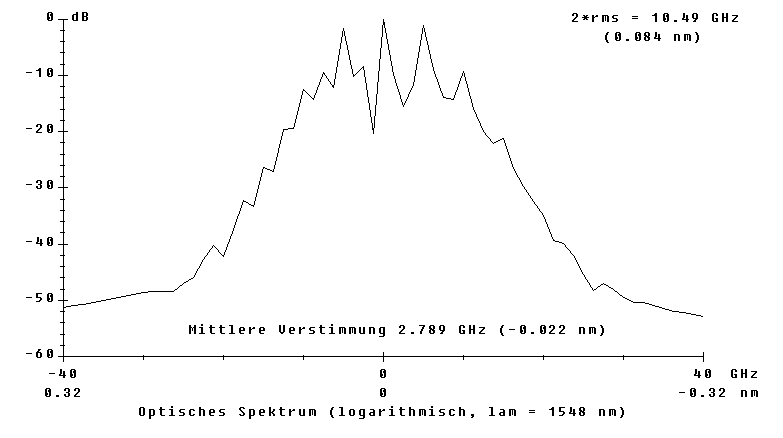 0 dB
2*rms = 10.49 GHz
(0.084 nm)
-10
-20
-30
-40
-50
Mittlere Verstimmung 2.789 GHz (-0.022 nm)
-60
-40 0 40 GHz
0.32 0 -0.32 nm
Optisches Spektrum (logarithmisch, lam = 1548 nm)